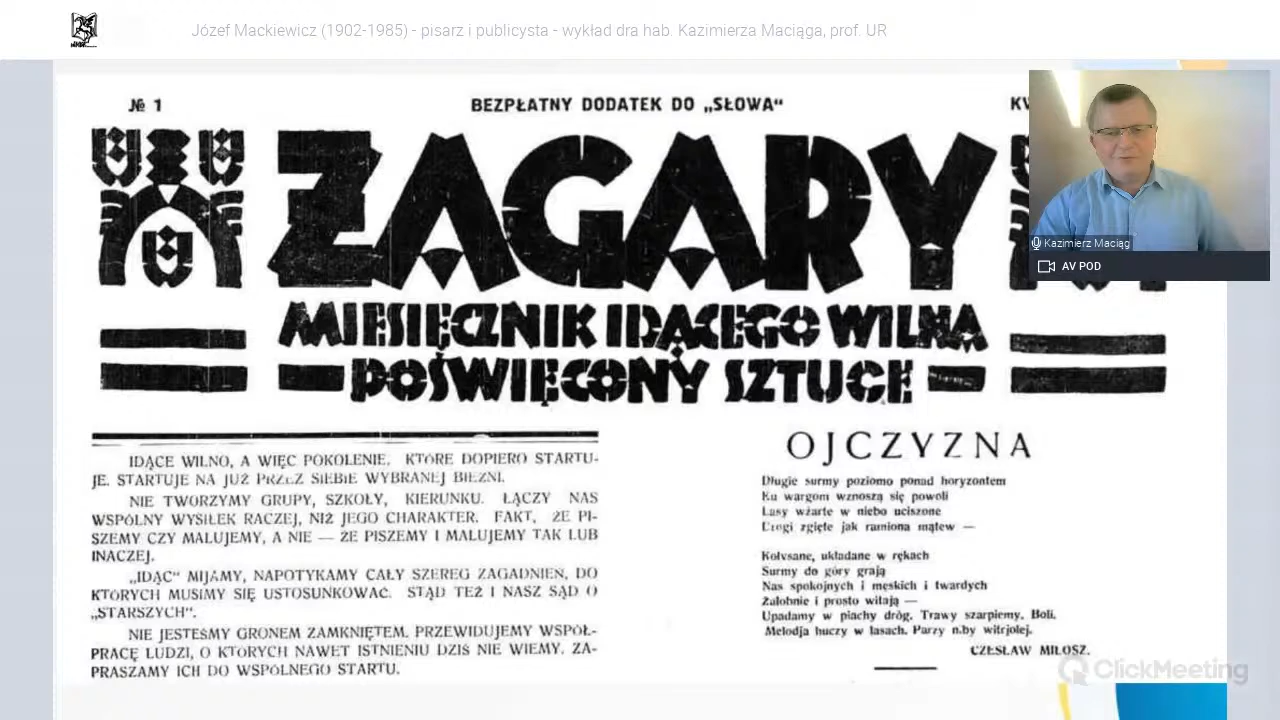 Józef Mackiewicz (1902-1985) - pisarz i publicysta - wykład dra hab. Kazimierza Maciąga, prof. UR
№ 1
BEZPŁATNY DODATEK DO „SŁOWA“
ŻAGARY
MIESIĘCZNIK IDĄCEGO WILNA
POŚWIĘCONY SZTUCE
Kazimierz Maciąg
AV POD
IDĄCE WILNO, A WIĘC POKOLENIE, KTÓRE DOPIERO STARTU-
JE. STARTUJE NA JUŻ PRZEZ SIEBIE WYBRANEJ BIEŻNI.
NIE TWORZYMY GRUPY, SZKOŁY, KIERUNKU. ŁĄCZY NAS
WSPÓLNY WYSIŁEK RACZEJ, NIŻ JEGO CHARAKTER. FAKT, ŻE PI-
SZEMY CZY MALUJEMY, A NIE — ŻE PISZEMY I MALUJEMY TAK LUB
INACZEJ.
„IDĄC“ MIJAMY, NAPOTYKAMY CAŁY SZEREG ZAGADNIEŃ, DO
KTÓRYCH MUSIMY SIĘ USTOSUNKOWAĆ. STĄD TEŻ I NASZ SĄD O
„STARSZYCH“.
NIE JESTEŚMY GRONEM ZAMKNIĘTEM. PRZEWIDUJEMY WSPÓŁ-
PRACĘ LUDZI, O KTÓRYCH NAWET ISTNIENIU DZIŚ NIE WIEMY. ZA-
PRASZAMY ICH DO WSPÓLNEGO STARTU.
OJCZYZNA
Długie surmy poziomo ponad horyzontem
Ku wargom wznoszą się powoli
Lasy wżarte w niebo uciszone
Drogi zgięte jak ramiona mątew —
Kołysane, układane w rękach
Surmy do góry grają
Nas spokojnych i męskich i twardych
Żałobnie i prosto witają —
Upadamy w piachy dróg. Trawy szarpiemy. Boli.
Melodja huczy w lasach. Parzy n.by witrjolej.
CZESŁAW MIŁOSZ.
ClickMeeting